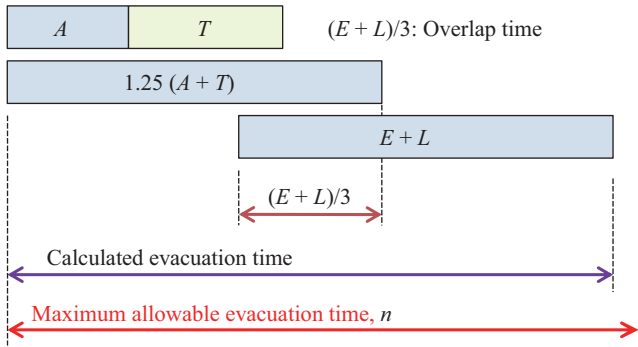 A T (E + L)/3: Overlap time
1.25 (A + T)
E + L
(E + L)/3
Calculated evacuation time
Maximum allowable evacuation time, n